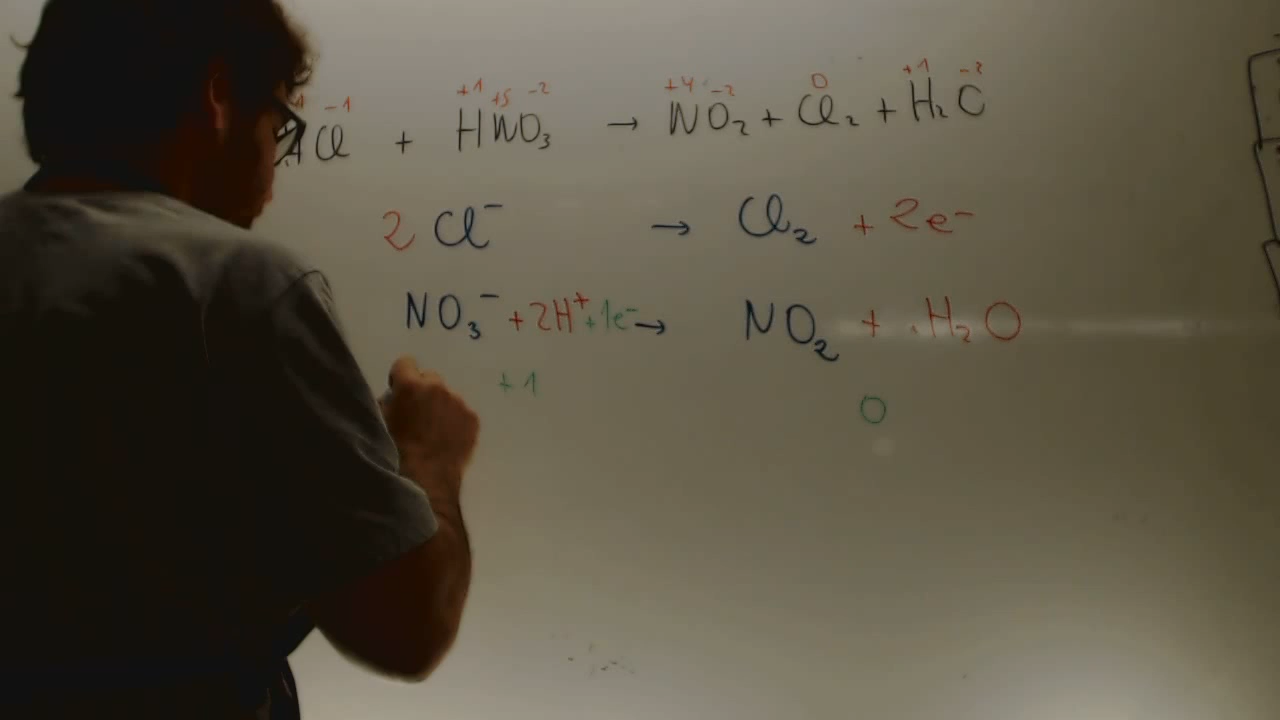 +1 -1 +1 +5 -2 +4 -2 0 +1 -2
HCl + HNO₃ → NO₂ + Cl₂ + H₂O
2 Cl⁻ → Cl₂ + 2e⁻
NO₃⁻ + 2H⁺ + 1e⁻ → NO₂ + H₂O
+1 0